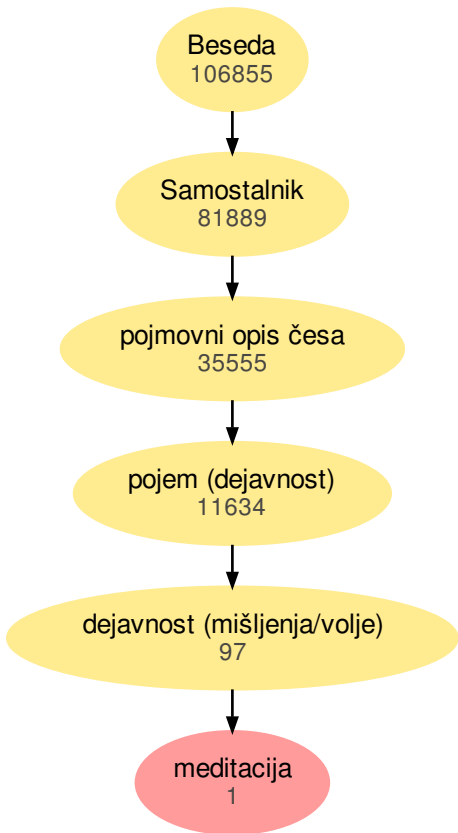 Beseda
106855
Samostalnik
81889
pojmovni opis česa
35555
pojem (dejavnost)
11634
dejavnost (mišljenja/volje)
97
meditacija
1